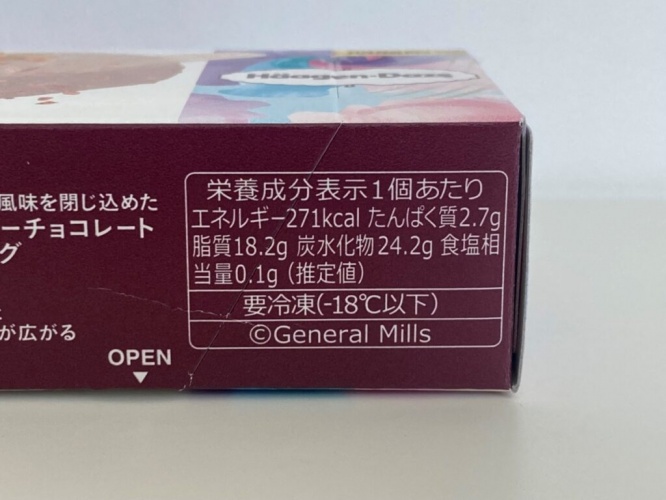 Häagen-Dazs
風味を閉じ込めた
ーチョコレート
グ
が広がる
OPEN
栄養成分表示1個あたり
エネルギー271kcal たんぱく質2.7g
脂質18.2g 炭水化物24.2g 食塩相
当量0.1g（推定値）
要冷凍(-18℃以下)
©General Mills